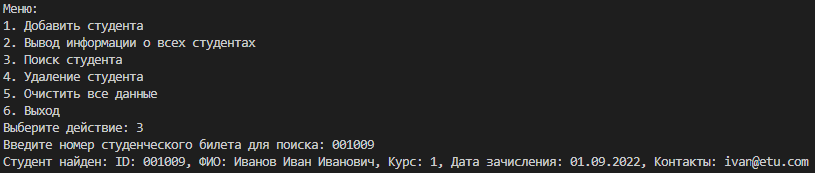 Меню:
1. Добавить студента
2. Вывод информации о всех студентах
3. Поиск студента
4. Удаление студента
5. Очистить все данные
6. Выход
Выберите действие: 3
Введите номер студенческого билета для поиска: 001009
Студент найден: ID: 001009, ФИО: Иванов Иван Иванович, Курс: 1, Дата зачисления: 01.09.2022, Контакты: ivan@etu.com